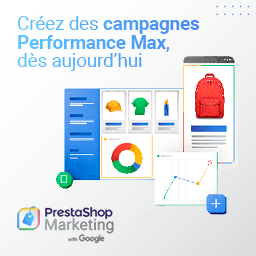 Créez des campagnes
Performance Max,
dès aujourd'hui
PrestaShop
Marketing
with Google